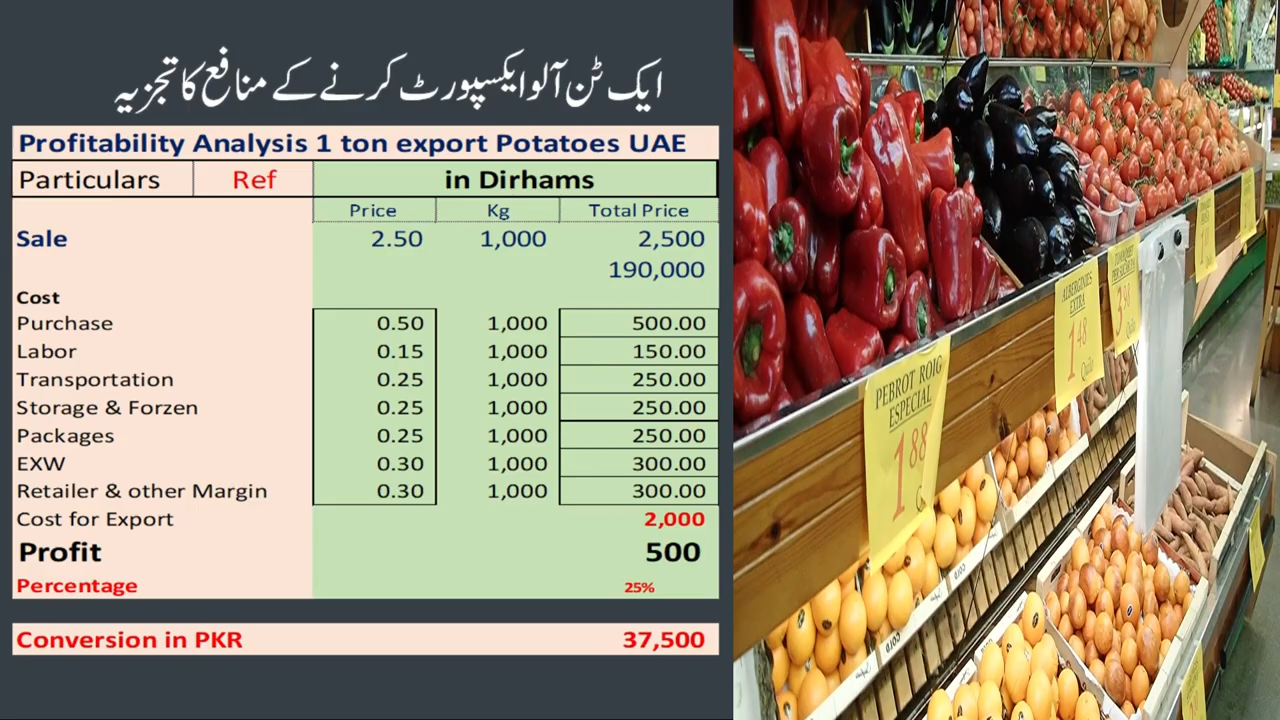 ایک ٹن آلو ایکسپورٹ کرنے کے منافع کا تجزیہ
Profitability Analysis 1 ton export Potatoes UAE
Particulars Ref in Dirhams
Price Kg Total Price
Sale 2.50 1,000 2,500
190,000
Cost
Purchase 0.50 1,000 500.00
Labor 0.15 1,000 150.00
Transportation 0.25 1,000 250.00
Storage & Forzen 0.25 1,000 250.00
Packages 0.25 1,000 250.00
EXW 0.30 1,000 300.00
Retailer & other Margin 0.30 1,000 300.00
Cost for Export 2,000
Profit 500
Percentage 25%
Conversion in PKR 37,500
PEBROT ROIG
ESPECIAL
1 88
ALBERGINIES
EXTRA
1 48